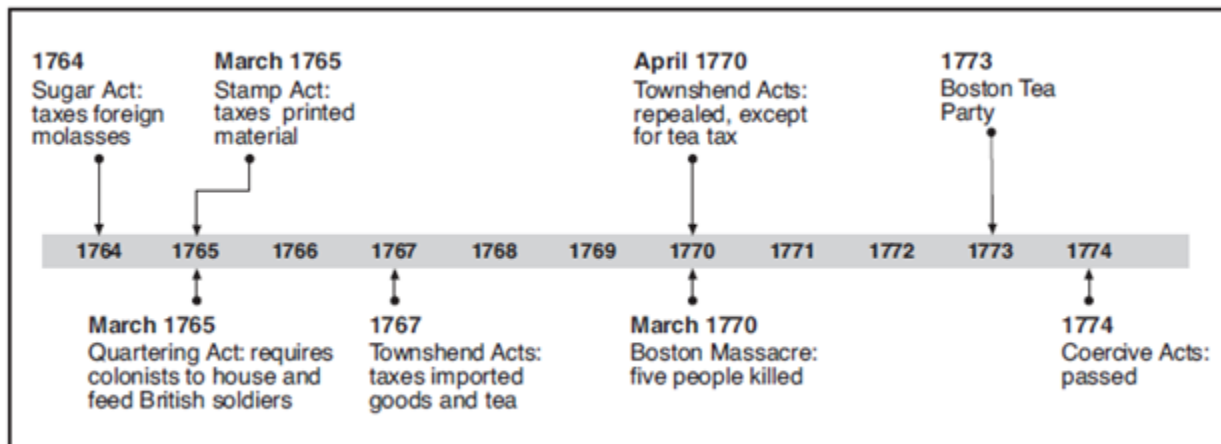 1764
Sugar Act:
taxes foreign
molasses
March 1765
Stamp Act:
taxes printed
material
April 1770
Townshend Acts:
repealed, except
for tea tax
1773
Boston Tea
Party
1764 1765 1766 1767 1768 1769 1770 1771 1772 1773 1774
March 1765
Quartering Act: requires
colonists to house and
feed British soldiers
1767
Townshend Acts:
taxes imported
goods and tea
March 1770
Boston Massacre:
five people killed
1774
Coercive Acts:
passed